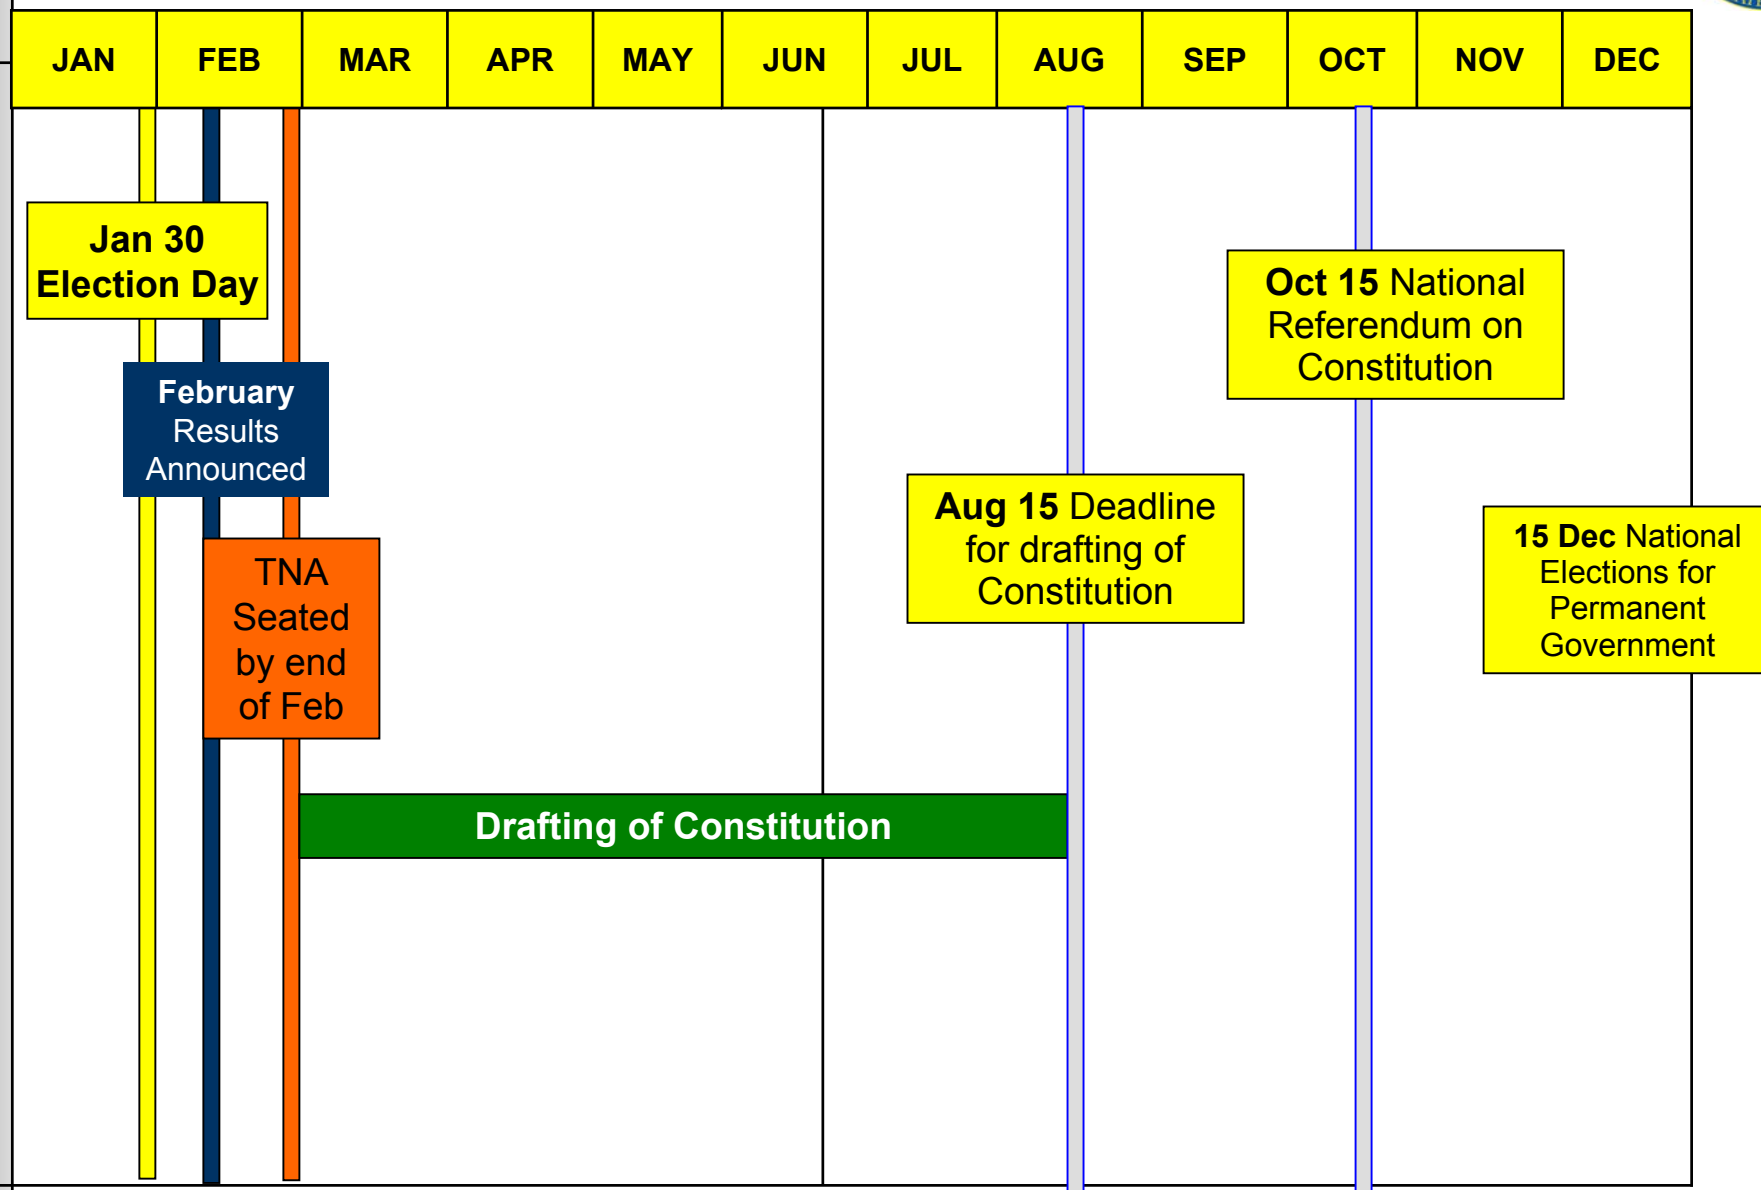 JAN FEB MAR APR MAY JUN JUL AUG SEP OCT NOV DEC
Jan 30
Election Day
February
Results
Announced
TNA
Seated
by end
of Feb
Drafting of Constitution
Aug 15 Deadline
for drafting of
Constitution
Oct 15 National
Referendum on
Constitution
15 Dec National
Elections for
Permanent
Government